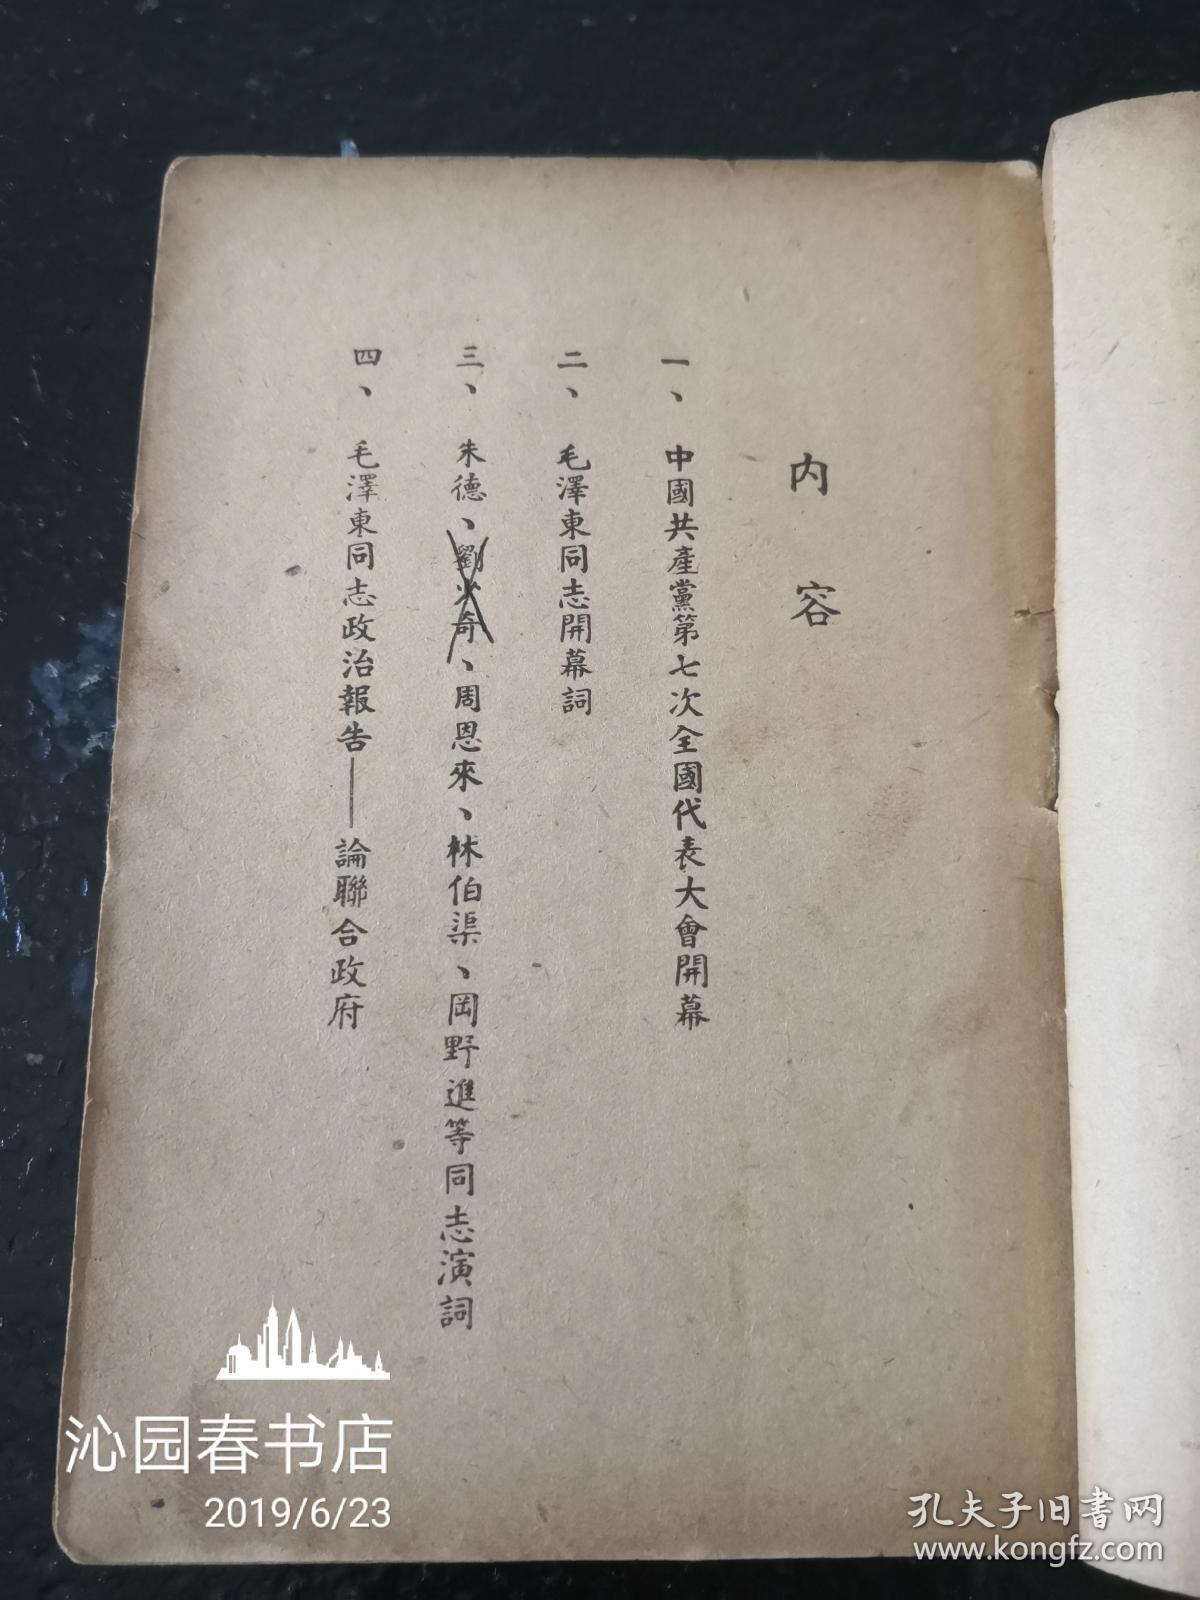 内容
一、中國共產黨第七次全國代表大會開幕
二、毛澤東同志開幕詞
三、朱德、劉少奇、周恩來、林伯渠、岡野進等同志演詞
四、毛澤東同志政治報告——論聯合政府
沁园春书店
2019/6/23
孔夫子旧书网
www.kongfz.com